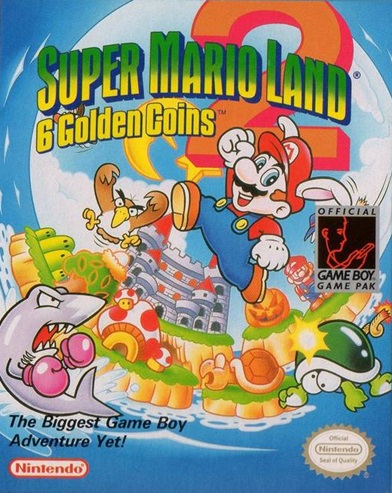 SUPER MARIO LAND®
2
6 Golden Coins™
OFFICIAL
GAME BOY
GAME PAK
The Biggest Game Boy
Adventure Yet!
Nintendo®
Official
Nintendo
Seal of Quality